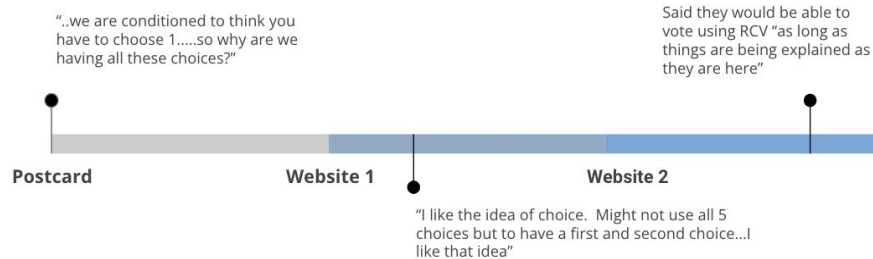 “..we are conditioned to think you
have to choose 1.....so why are we
having all these choices?”
Said they would be able to
vote using RCV “as long as
things are being explained as
they are here”
Postcard
Website 1
Website 2
“I like the idea of choice.  Might not use all 5
choices but to have a first and second choice...I
like that idea”